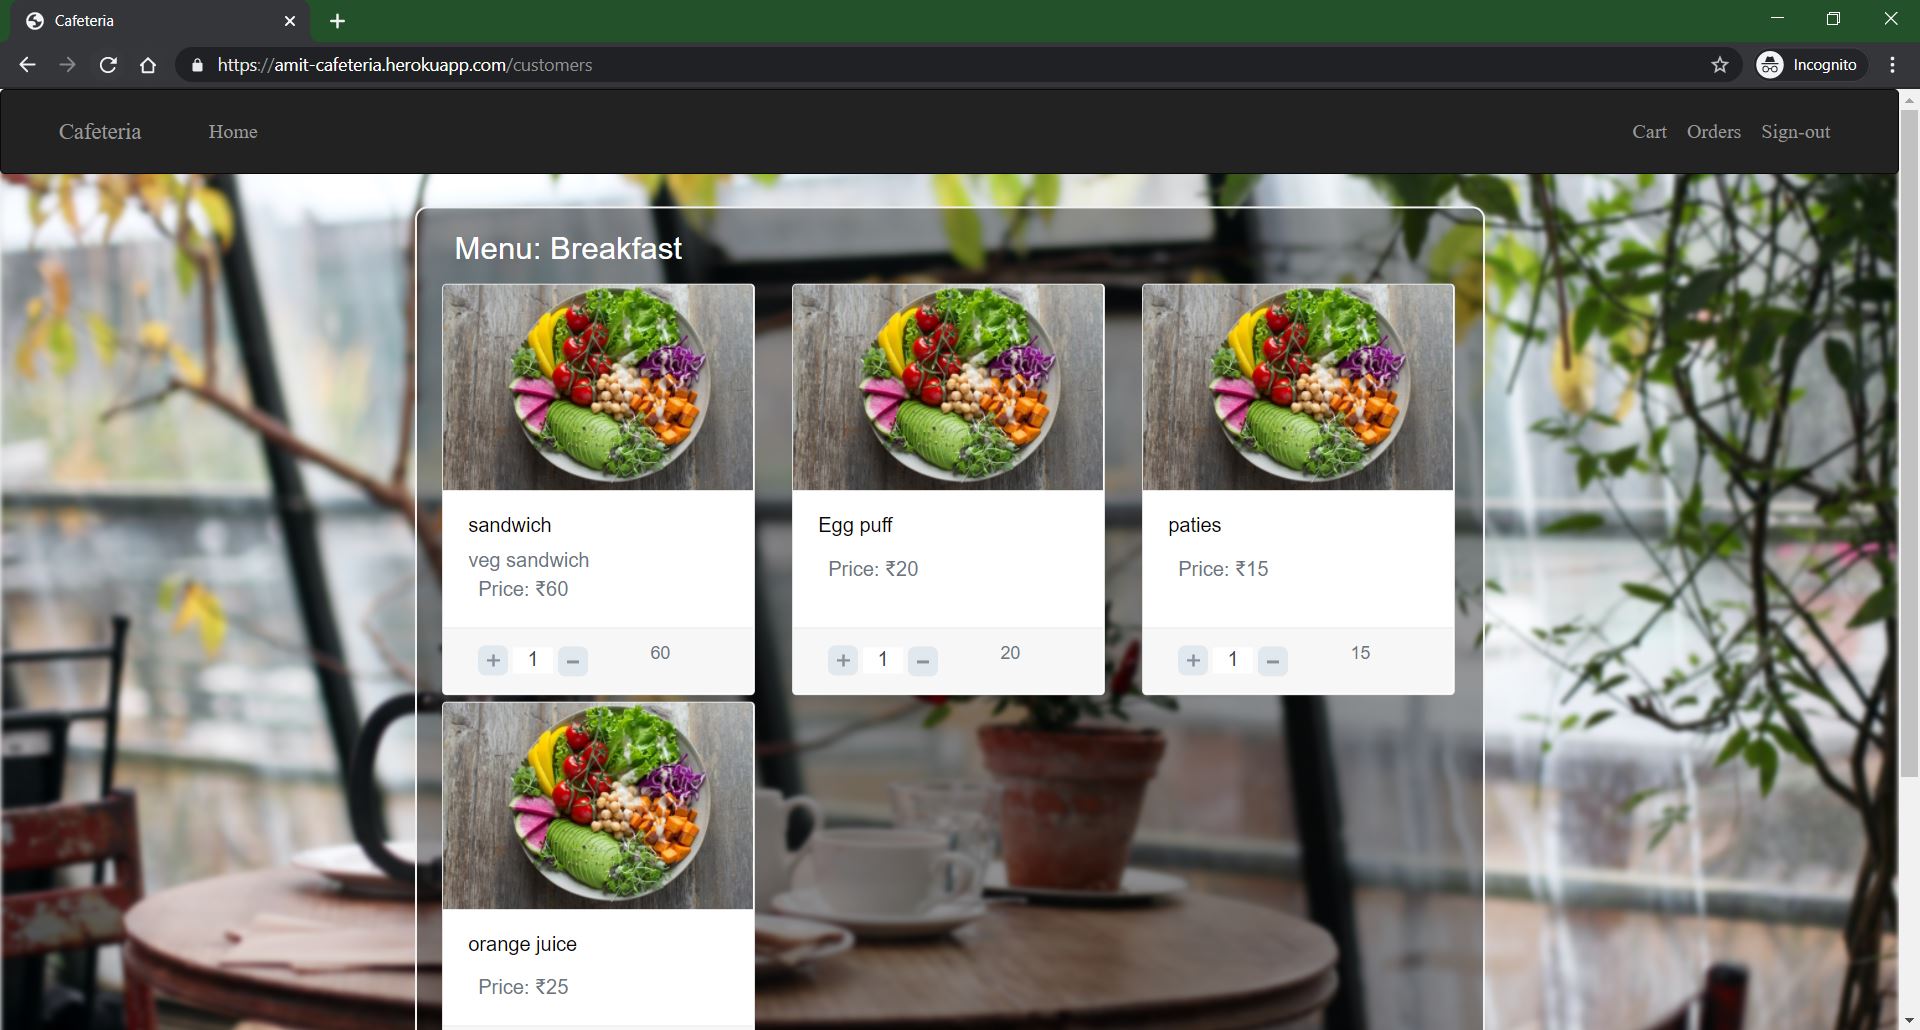 Cafeteria
https://amit-cafeteria.herokuapp.com/customers
Incognito
Cafeteria Home Cart Orders Sign-out
Menu: Breakfast
sandwich
veg sandwich
Price: ₹60
+ 1 − 60
Egg puff
Price: ₹20
+ 1 − 20
paties
Price: ₹15
+ 1 − 15
orange juice
Price: ₹25